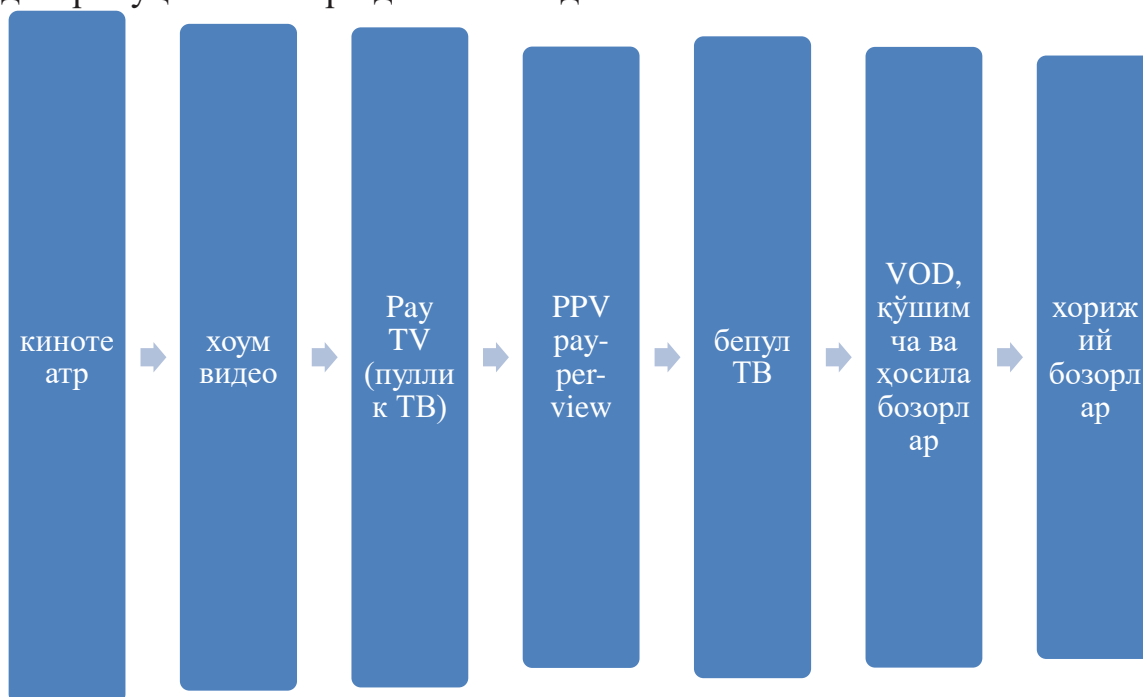 киноте
атр
хоум
видео
Pay
TV
(пулли
к ТВ)
PPV
pay-
per-
view
бепул
ТВ
VOD,
қўшим
ча ва
ҳосила
бозорл
ар
хориж
ий
бозорл
ар